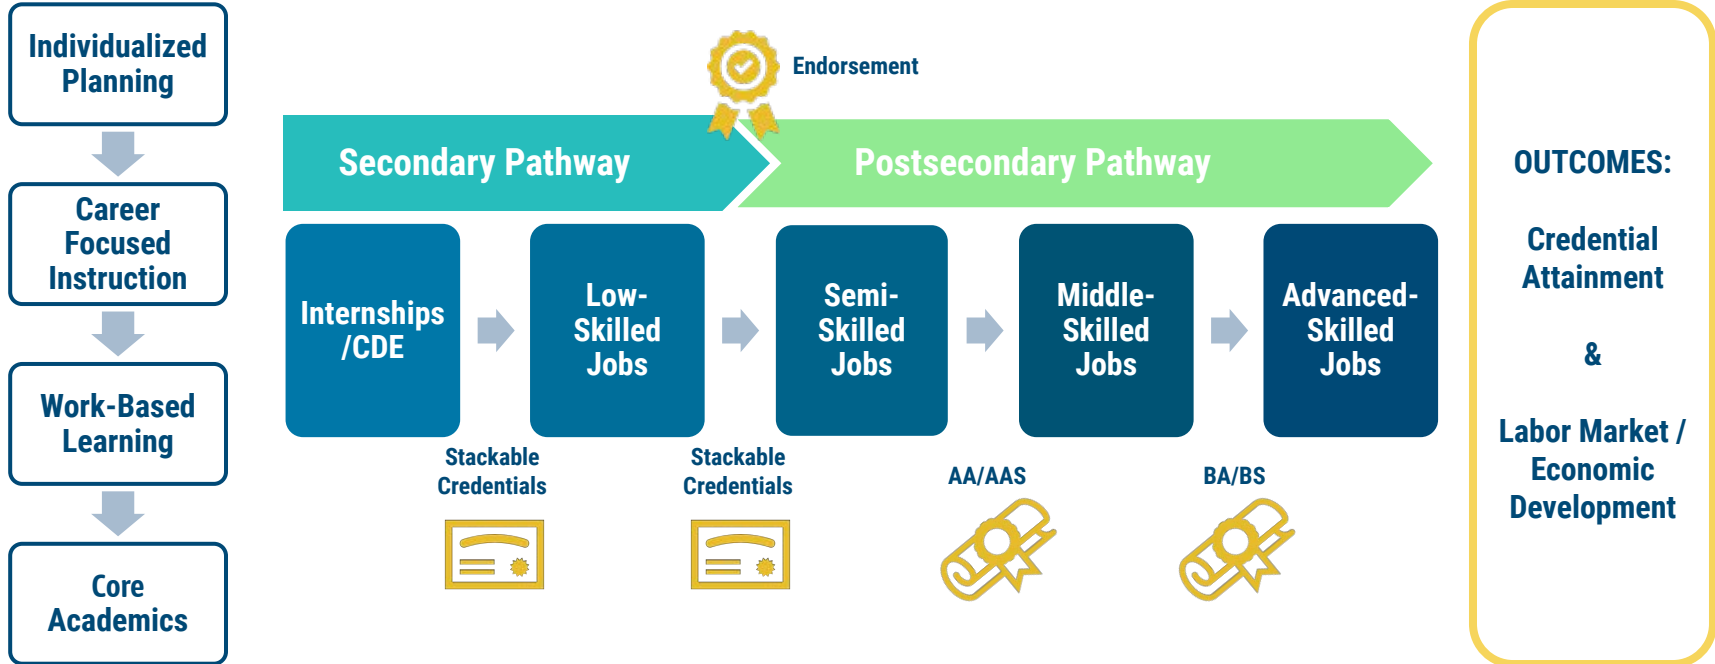 Individualized
Planning
Career
Focused
Instruction
Work-Based
Learning
Core
Academics
Endorsement
Secondary Pathway
Postsecondary Pathway
Internships
/CDE
Low-
Skilled
Jobs
Semi-
Skilled
Jobs
Middle-
Skilled
Jobs
Advanced-
Skilled
Jobs
Stackable
Credentials
Stackable
Credentials
AA/AAS
BA/BS
OUTCOMES:
Credential
Attainment
&
Labor Market /
Economic
Development